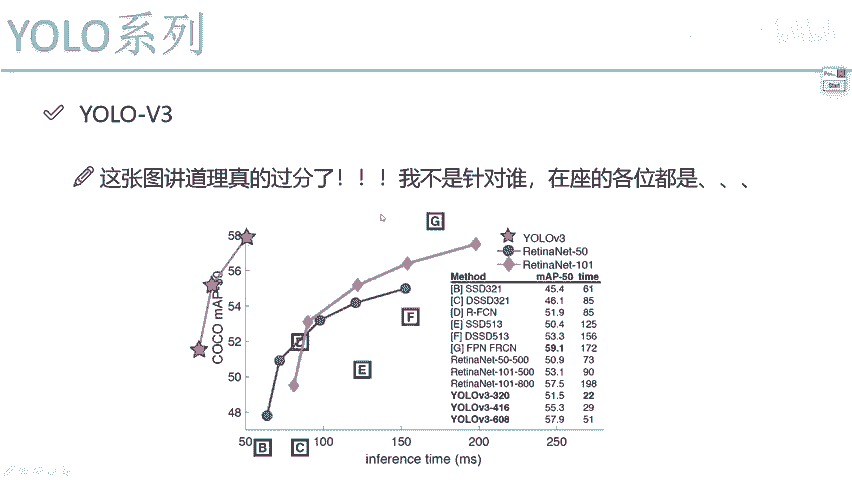 YOLO系列
Start
YOLO-V3
这张图讲道理真的过分了！！！我不是针对谁，在座的各位都是、、、
G
58
YOLOv3
RetinaNet-50
RetinaNet-101
56
Method mAP-50 time
[B] SSD321 45.4 61
[C] DSSD321 46.1 85
[D] R-FCN 51.9 85
[E] SSD513 50.4 125
[F] DSSD513 53.3 156
[G] FPN FRCN 59.1 172
RetinaNet-50-500 50.9 73
RetinaNet-101-500 53.1 90
RetinaNet-101-800 57.5 198
YOLOv3-320 51.5 22
YOLOv3-416 55.3 29
YOLOv3-608 57.9 51
COCO mAP-50
54
F
52
D
E
50
48
50 100 150 200 250
B C
inference time (ms)